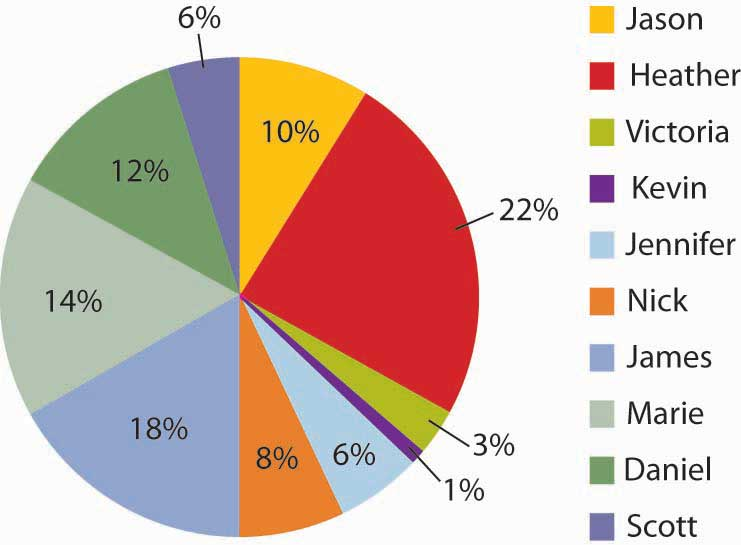 6%
10%
12%
22%
14%
18%
8%
6%
3%
1%
Jason
Heather
Victoria
Kevin
Jennifer
Nick
James
Marie
Daniel
Scott